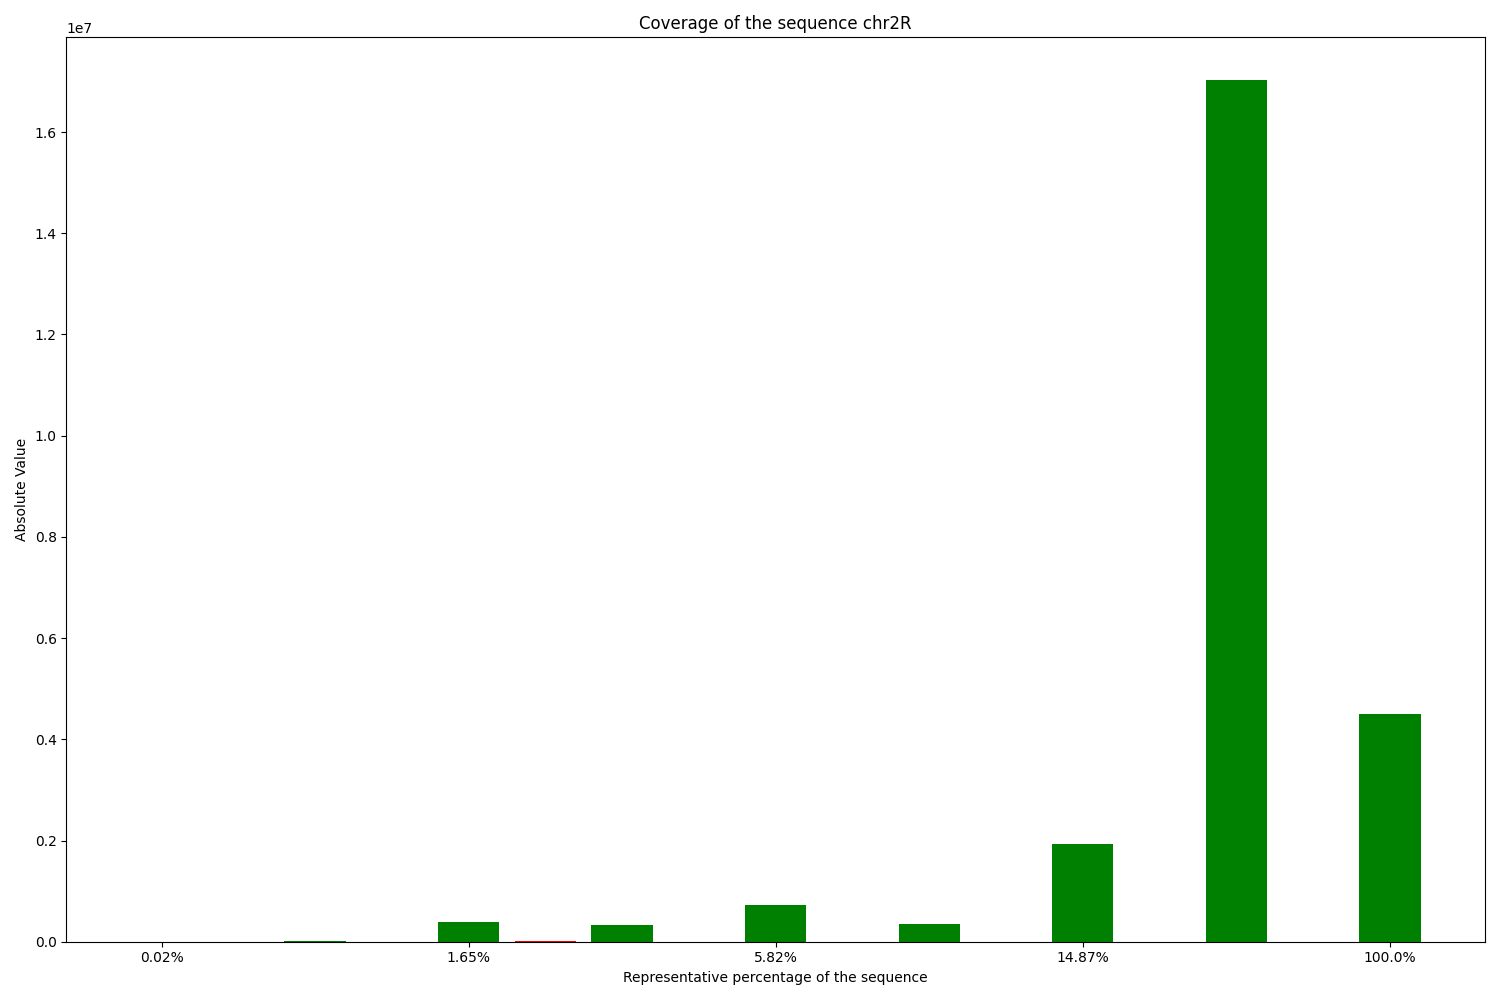 Coverage of the sequence chr2R
1e7
1.6
1.4
1.2
1.0
0.8
0.6
0.4
0.2
0.0
Absolute Value
0.02% 1.65% 5.82% 14.87% 100.0%
Representative percentage of the sequence